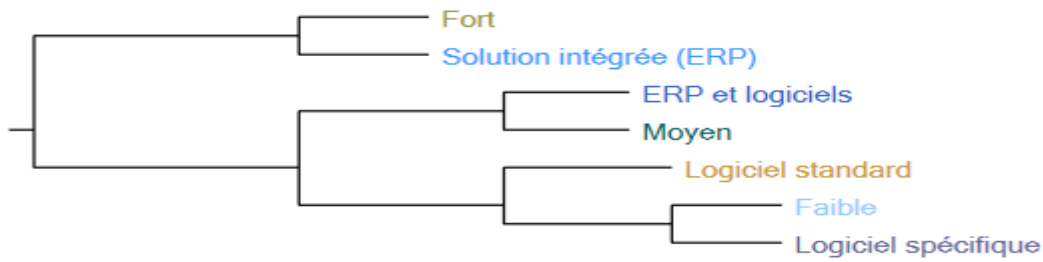 Fort
Solution intégrée (ERP)
ERP et logiciels
Moyen
Logiciel standard
Faible
Logiciel spécifique